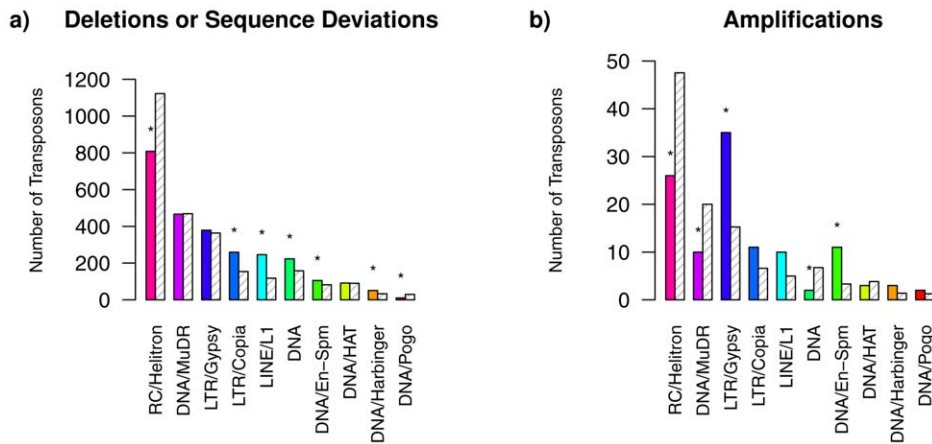 a) Deletions or Sequence Deviations
Number of Transposons
1200
1000
800
600
400
200
0
*
*
*
*
*
*
*
RC/Helitron
DNA/MuDR
LTR/Gypsy
LTR/Copia
LINE/L1
DNA
DNA/En-Spm
DNA/HAT
DNA/Harbinger
DNA/Pogo
b) Amplifications
Number of Transposons
50
40
30
20
10
0
*
*
*
*
*
RC/Helitron
DNA/MuDR
LTR/Gypsy
LTR/Copia
LINE/L1
DNA
DNA/En-Spm
DNA/HAT
DNA/Harbinger
DNA/Pogo